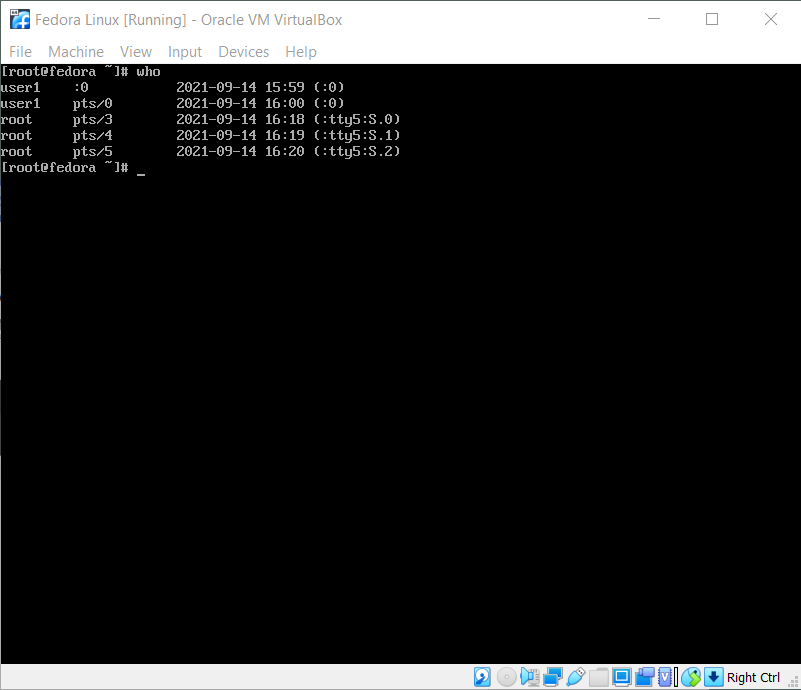 Fedora Linux [Running] - Oracle VM VirtualBox
File Machine View Input Devices Help
[root@fedora ~]# who
user1    :0           2021-09-14 15:59 (:0)
user1    pts/0        2021-09-14 16:00 (:0)
root     pts/3        2021-09-14 16:18 (:tty5:S.0)
root     pts/4        2021-09-14 16:19 (:tty5:S.1)
root     pts/5        2021-09-14 16:20 (:tty5:S.2)
[root@fedora ~]# _
Right Ctrl